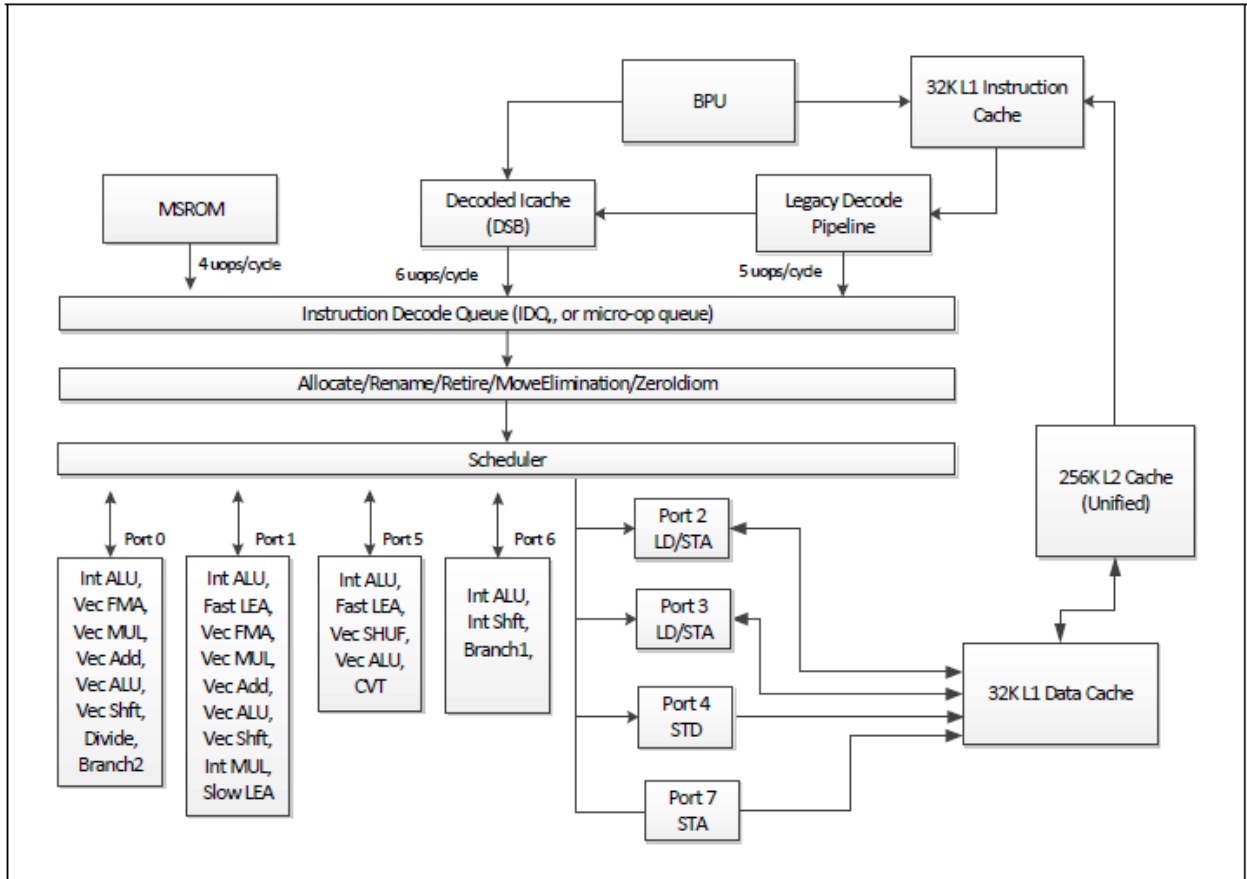 BPU
32K L1 Instruction
Cache
MSROM
Decoded Icache
(DSB)
Legacy Decode
Pipeline
4 uops/cycle
6 uops/cycle
5 uops/cycle
Instruction Decode Queue (IDQ,, or micro-op queue)
Allocate/Rename/Retire/MoveElimination/ZeroIdiom
Scheduler
256K L2 Cache
(Unified)
Port 0
Port 1
Port 5
Port 6
Int ALU,
Vec FMA,
Vec MUL,
Vec Add,
Vec ALU,
Vec Shft,
Divide,
Branch2
Int ALU,
Fast LEA,
Vec FMA,
Vec MUL,
Vec Add,
Vec ALU,
Vec Shft,
Int MUL,
Slow LEA
Int ALU,
Fast LEA,
Vec SHUF,
Vec ALU,
CVT
Int ALU,
Int Shft,
Branch1,
Port 2
LD/STA
Port 3
LD/STA
Port 4
STD
Port 7
STA
32K L1 Data Cache